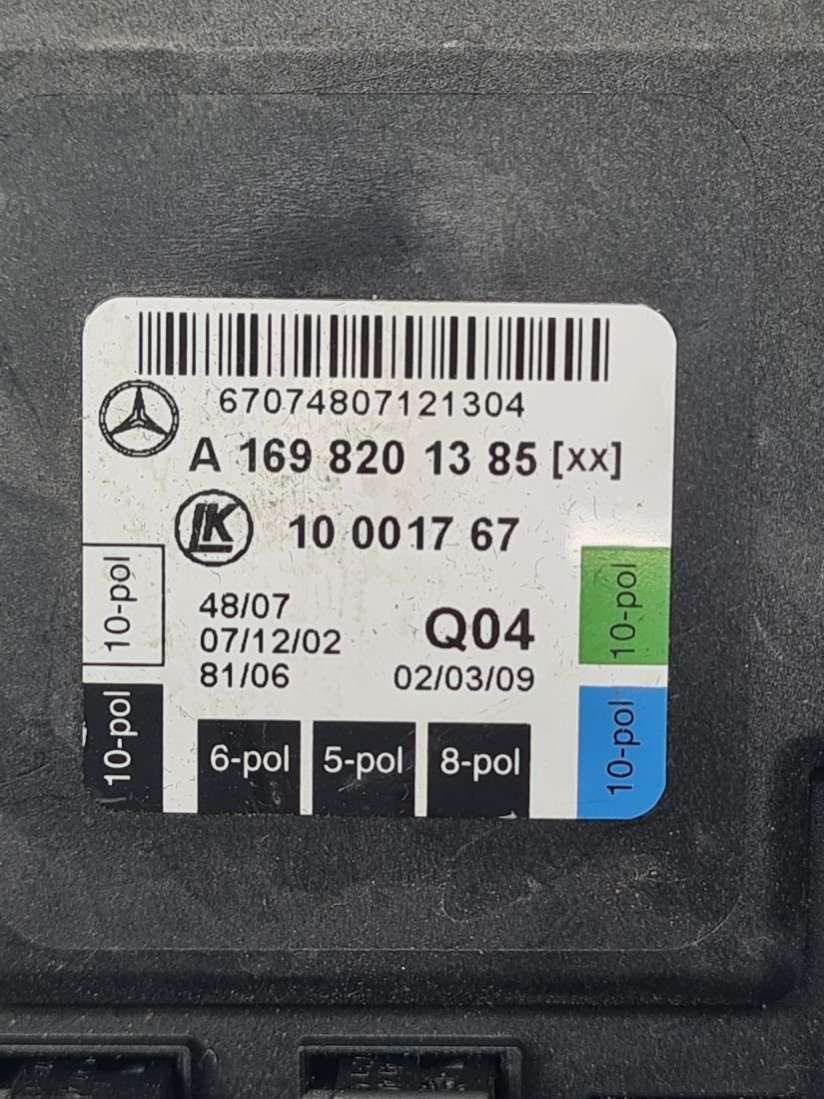 67074807121304
A 169 820 13 85 [xx]
LK 10 0017 67
10-pol
10-pol
48/07
07/12/02
Q04
81/06
02/03/09
10-pol
10-pol
6-pol
5-pol
8-pol